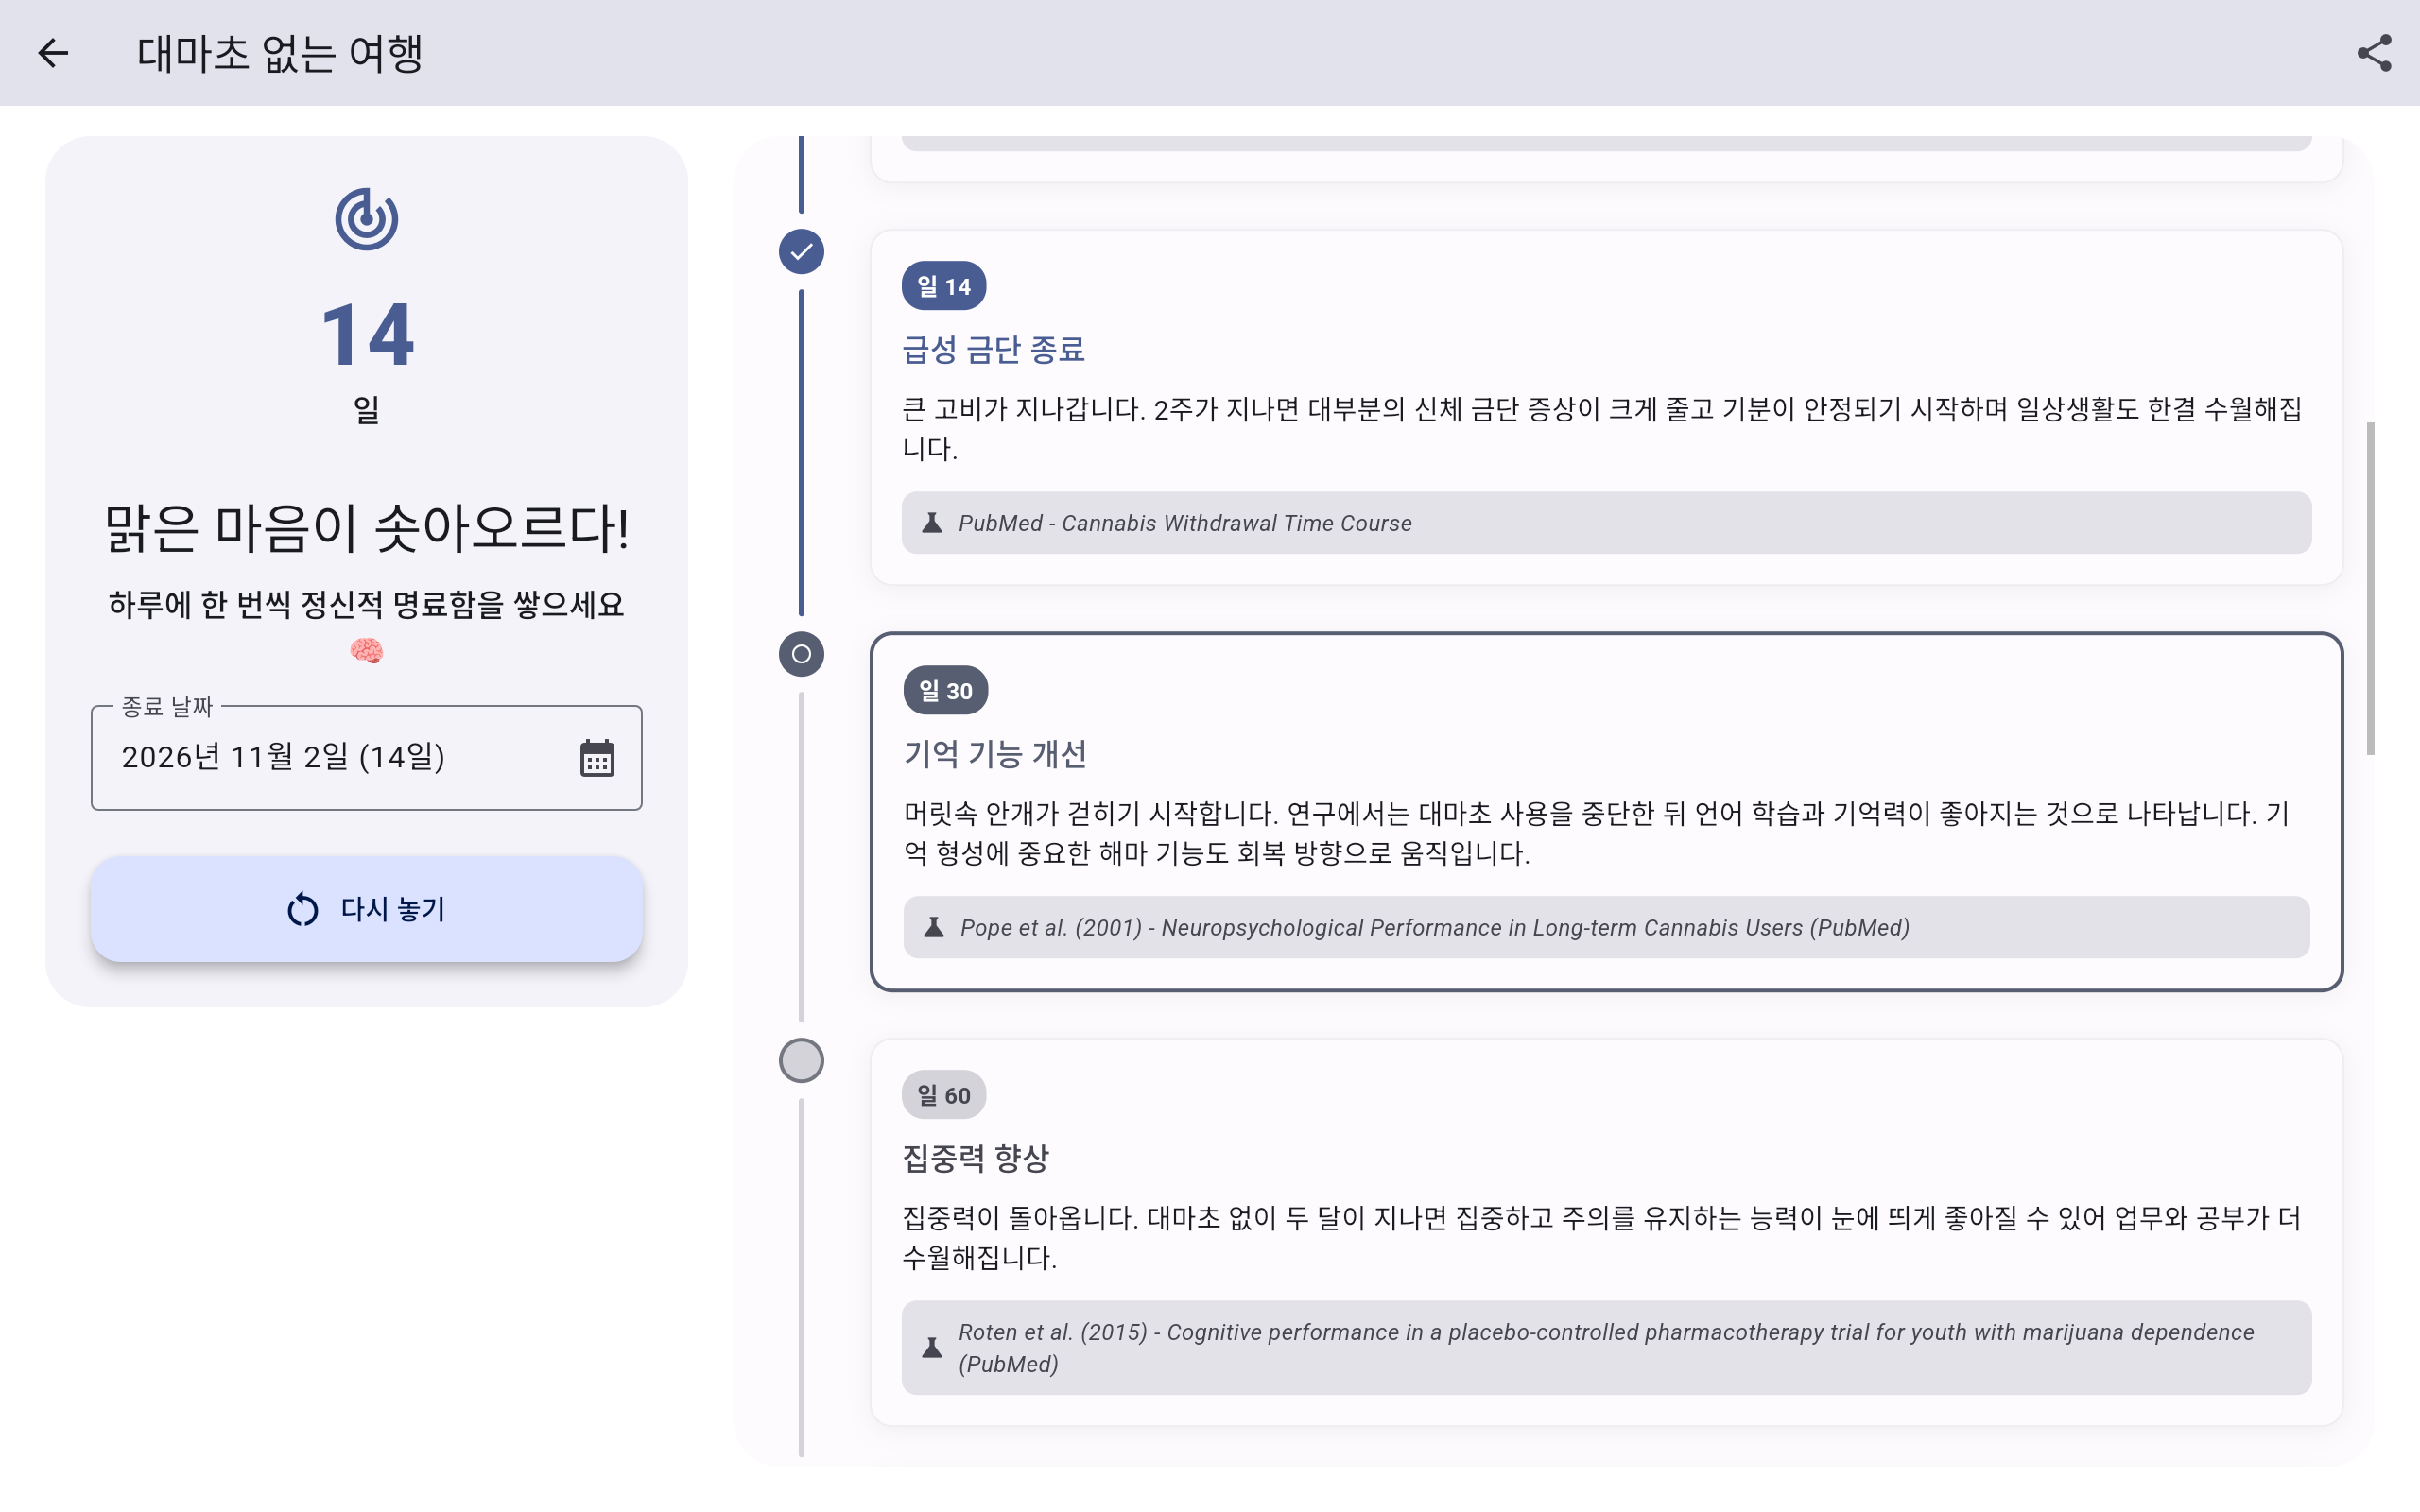 대마초 없는 여행
14
일
맑은 마음이 솟아오르다!
하루에 한 번씩 정신적 명료함을 쌓으세요
🧠
종료 날짜
2026년 11월 2일 (14일)
다시 놓기
일 14
급성 금단 종료
큰 고비가 지나갑니다. 2주가 지나면 대부분의 신체 금단 증상이 크게 줄고 기분이 안정되기 시작하며 일상생활도 한결 수월해집
니다.
PubMed - Cannabis Withdrawal Time Course
일 30
기억 기능 개선
머릿속 안개가 걷히기 시작합니다. 연구에서는 대마초 사용을 중단한 뒤 언어 학습과 기억력이 좋아지는 것으로 나타납니다. 기
억 형성에 중요한 해마 기능도 회복 방향으로 움직입니다.
Pope et al. (2001) - Neuropsychological Performance in Long-term Cannabis Users (PubMed)
일 60
집중력 향상
집중력이 돌아옵니다. 대마초 없이 두 달이 지나면 집중하고 주의를 유지하는 능력이 눈에 띄게 좋아질 수 있어 업무와 공부가 더
수월해집니다.
Roten et al. (2015) - Cognitive performance in a placebo-controlled pharmacotherapy trial for youth with marijuana dependence
(PubMed)